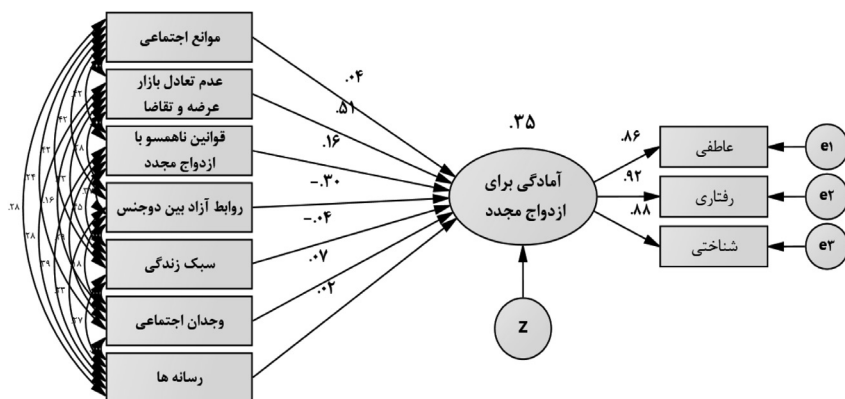 موانع اجتماعی
عدم تعادل بازار
عرضه و تقاضا
قوانین ناهمسو با
ازدواج مجدد
روابط آزاد بین دوجنس
سبک زندگی
وجدان اجتماعی
رسانه ها
.۰۴
.۵۱
.۱۶
-.۳۰
-.۰۴
.۰۷
.۰۲
.۳۵
آمادگی برای
ازدواج مجدد
z
.۸۶
.۹۲
.۸۸
عاطفی
رفتاری
شناختی
e۱
e۲
e۳
.۲۸
.۲۴
.۱۶